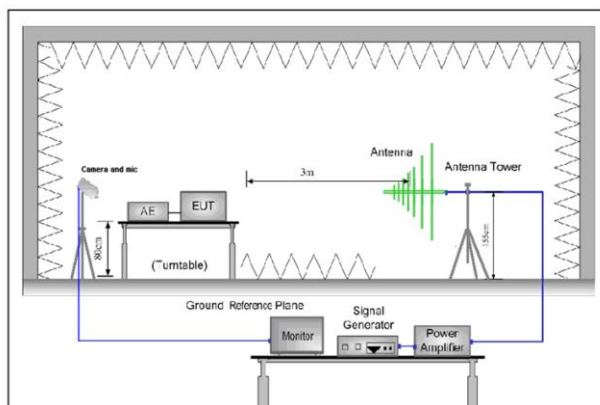 Antenna
Camera and mic
3m
Antenna Tower
AE
EUT
80cm
155cm
(Turntable)
Ground Reference Plane
Signal
Generator
Monitor
Power
Amplifier